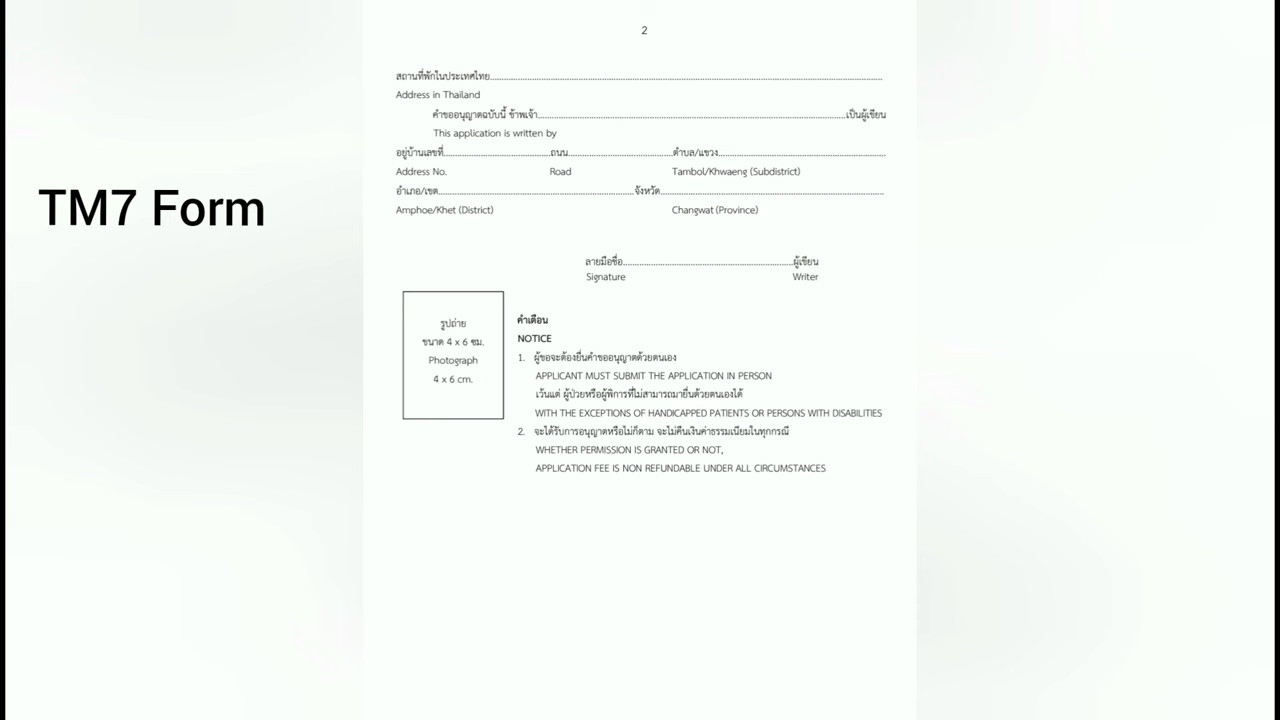 2
สถานที่พักในประเทศไทย
Address in Thailand
คำขออนุญาตฉบับนี้ ข้าพเจ้า เป็นผู้เขียน
This application is written by
อยู่บ้านเลขที่ ถนน ตำบล/แขวง
Address No. Road Tambol/Khwaeng (Subdistrict)
อำเภอ/เขต จังหวัด
Amphoe/Khet (District) Changwat (Province)
TM7 Form
ลายมือชื่อ ผู้เขียน
Signature Writer
รูปถ่าย
ขนาด 4 x 6 ซม.
Photograph
4 x 6 cm.
คำเตือน
NOTICE
1. ผู้ขอจะต้องยื่นคำขออนุญาตด้วยตนเอง
APPLICANT MUST SUBMIT THE APPLICATION IN PERSON
เว้นแต่ ผู้ป่วยหรือผู้พิการที่ไม่สามารถมายื่นด้วยตนเองได้
WITH THE EXCEPTIONS OF HANDICAPPED PATIENTS OR PERSONS WITH DISABILITIES
2. จะได้รับการอนุญาตหรือไม่ก็ตาม จะไม่คืนเงินค่าธรรมเนียมในทุกกรณี
WHETHER PERMISSION IS GRANTED OR NOT,
APPLICATION FEE IS NON REFUNDABLE UNDER ALL CIRCUMSTANCES